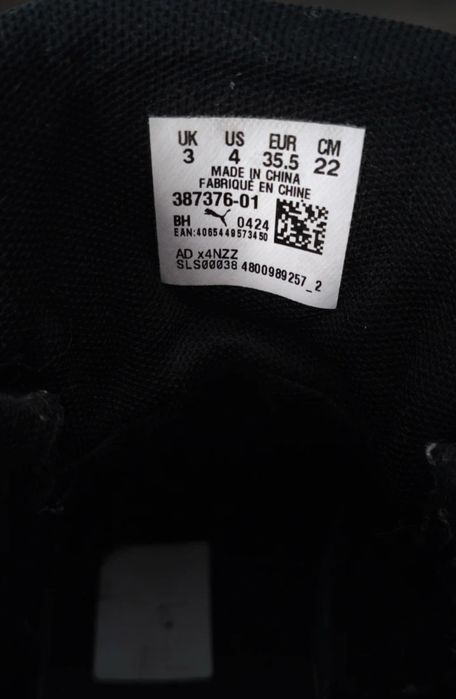 UK US EUR CM
3 4 35.5 22
MADE IN CHINA
FABRIQUÉ EN CHINE
387376-01
BH 0424
EAN:4065449573450
AD x4NZZ
SLS00038 4800989257_2